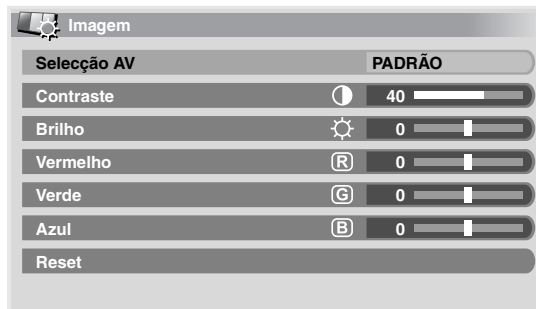 Imagem
Selecção AV PADRÃO
Contraste 40
Brilho 0
Vermelho R 0
Verde G 0
Azul B 0
Reset